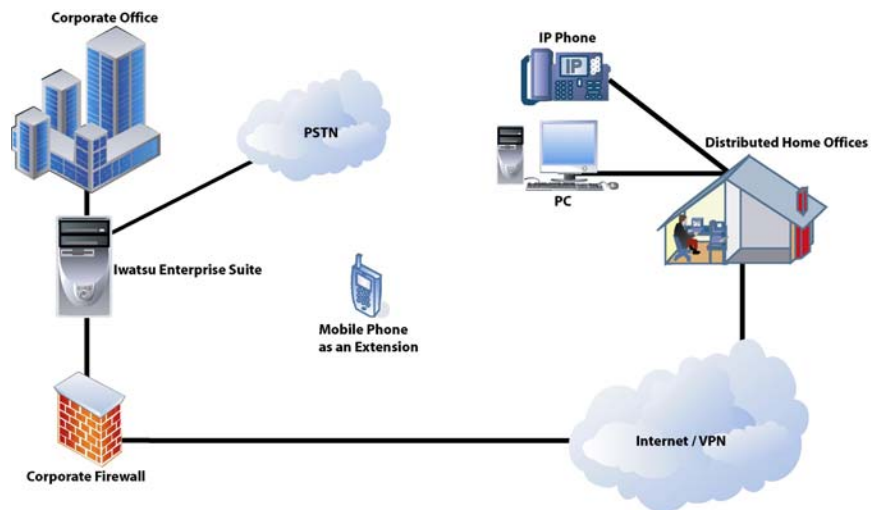 Corporate Office
IP Phone
IP
PSTN
Distributed Home Offices
PC
Iwatsu Enterprise Suite
Mobile Phone
as an Extension
Internet / VPN
Corporate Firewall